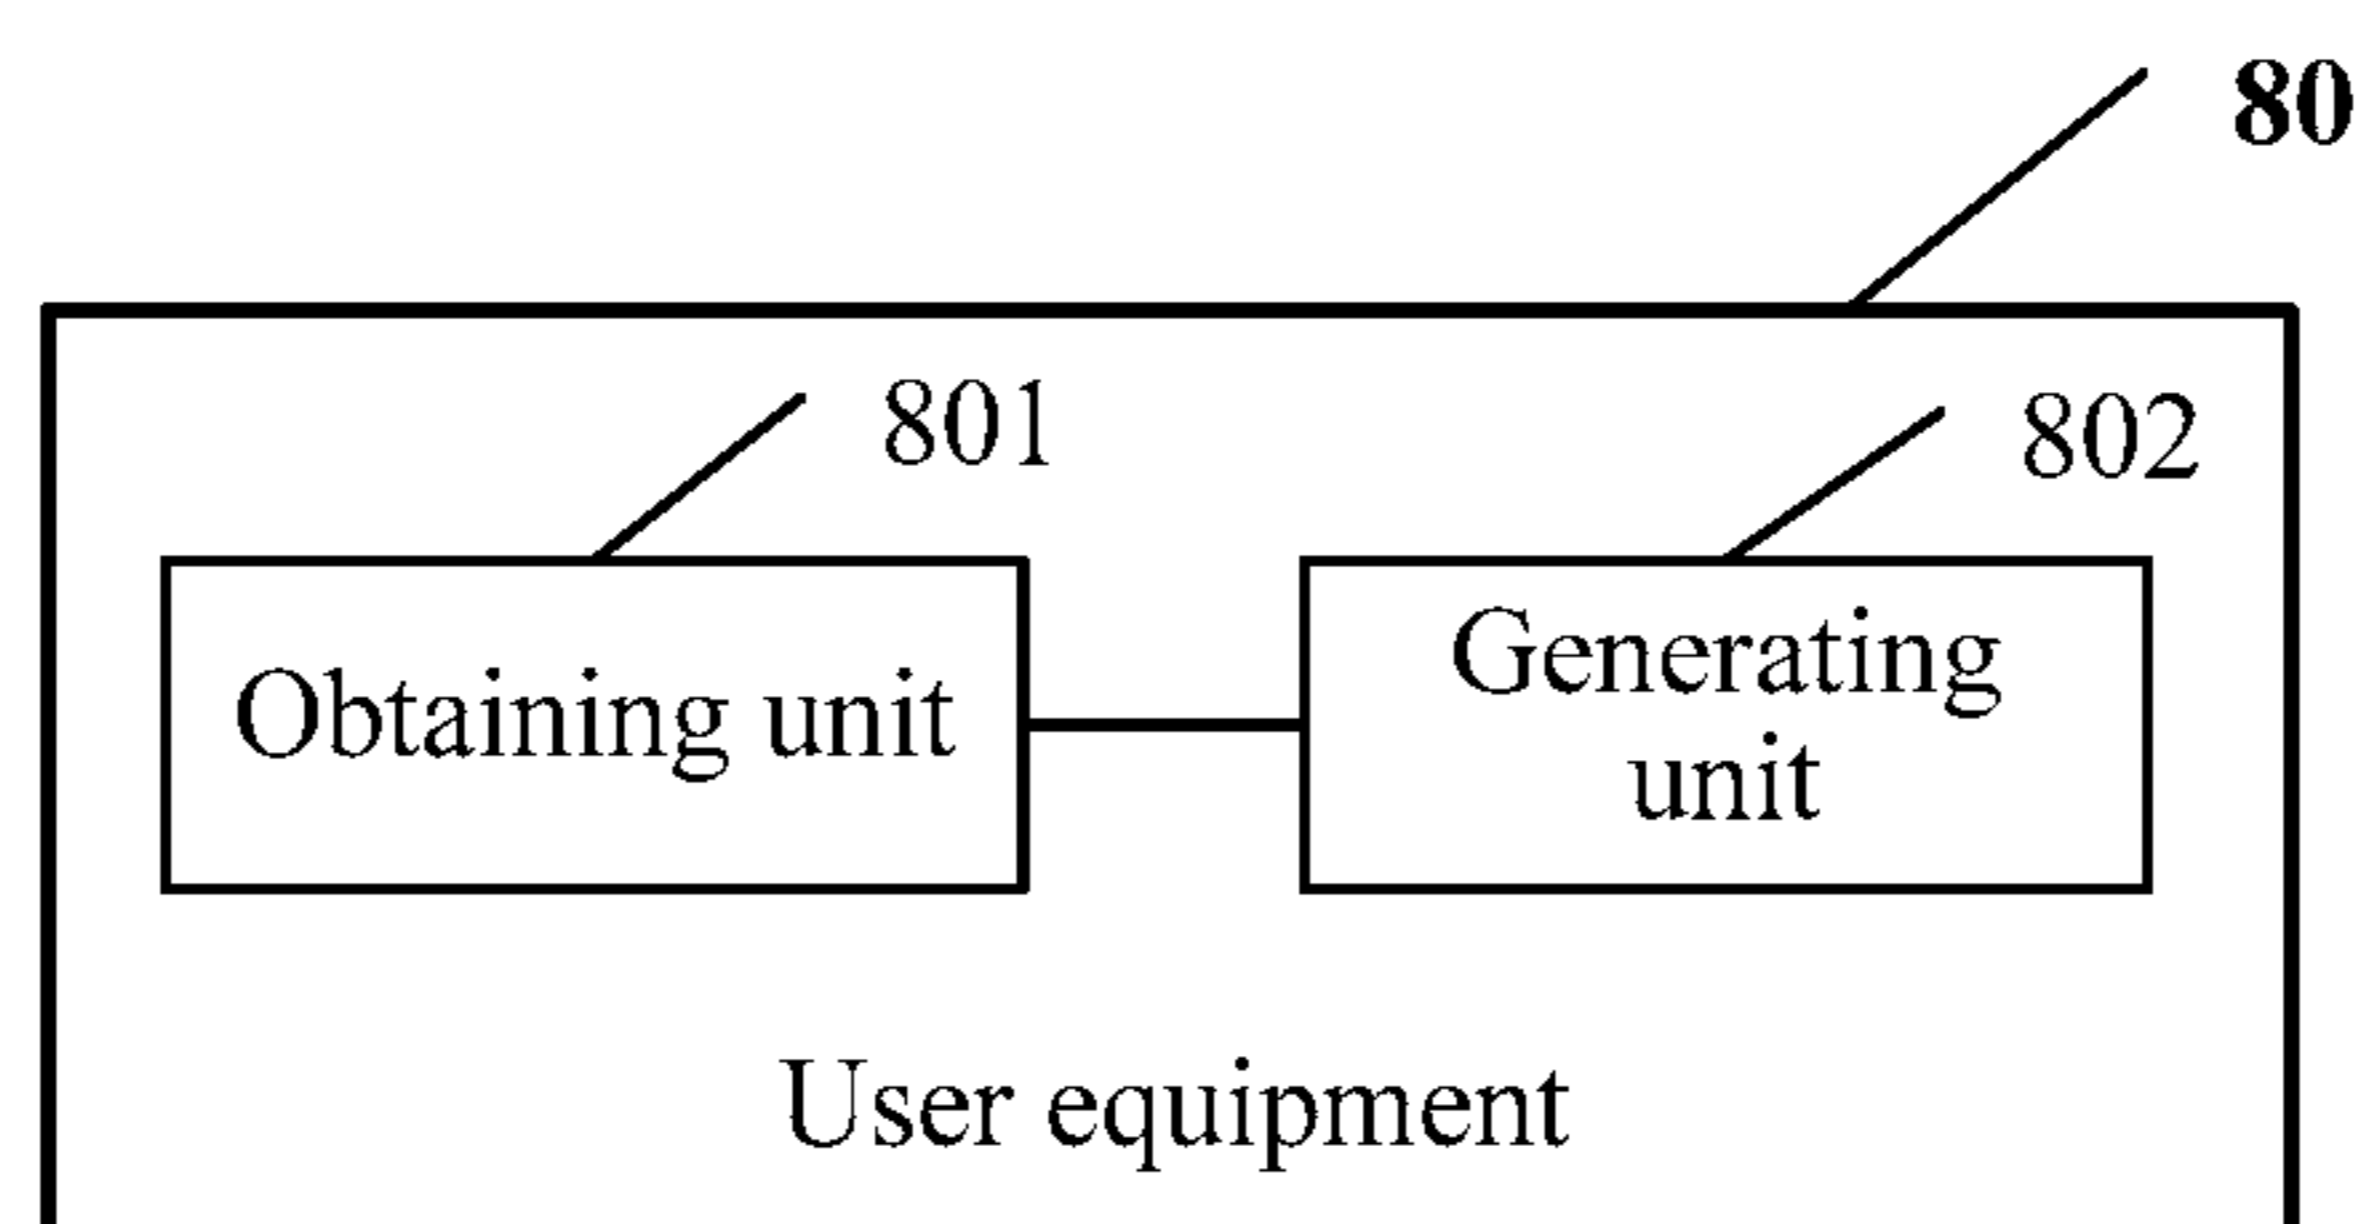 80
801
802
Obtaining unit
Generating
unit
User equipment